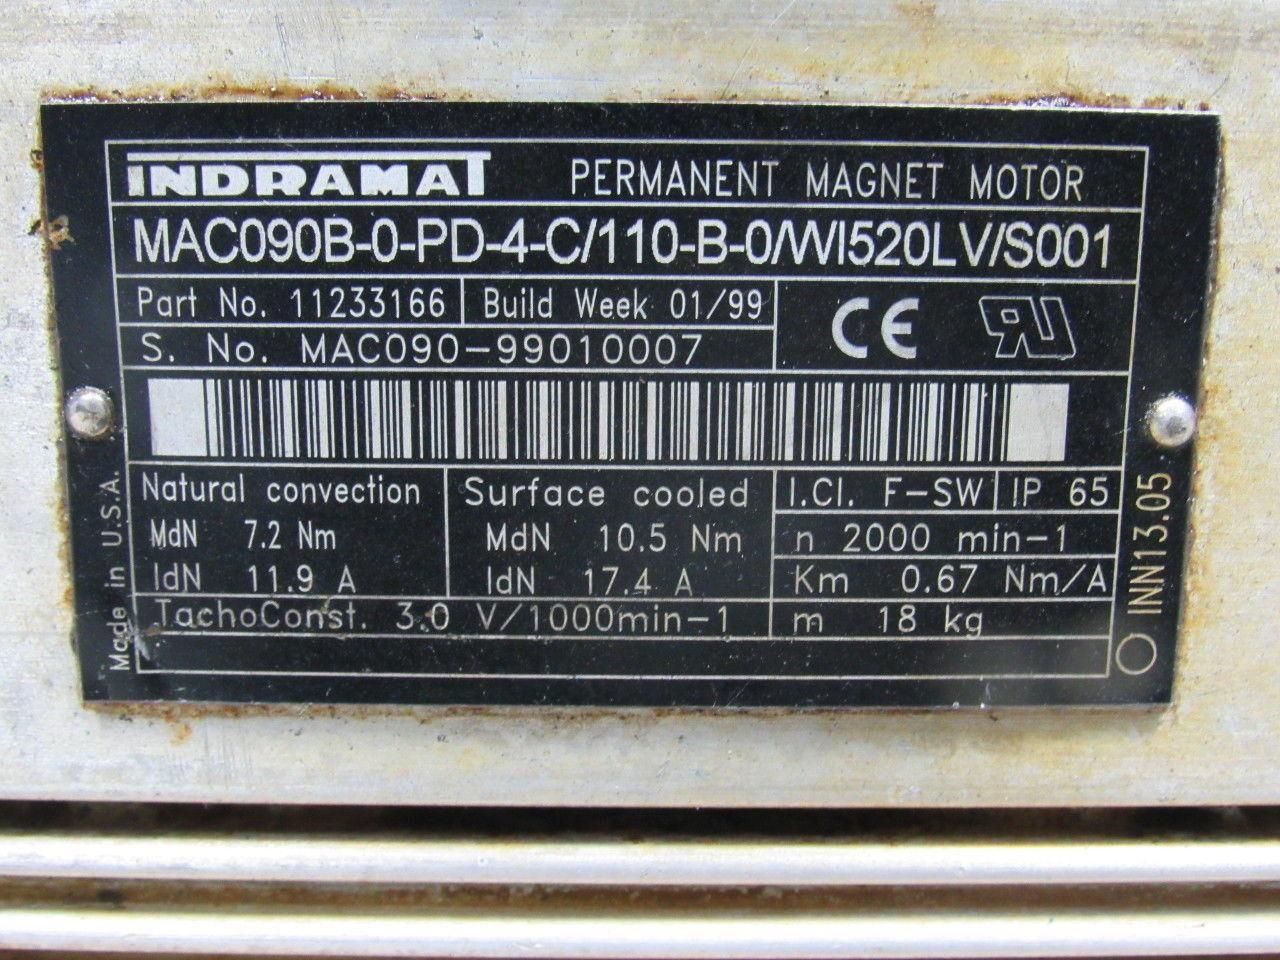 INDRAMAT PERMANENT MAGNET MOTOR
MAC090B-0-PD-4-C/110-B-0/WI520LV/S001
Part No. 11233166 Build Week 01/99
CE RU
S. No. MAC090-99010007
Natural convection Surface cooled I.Cl. F-SW IP 65
MdN 7.2 Nm MdN 10.5 Nm n 2000 min-1
IdN 11.9 A IdN 17.4 A Km 0.67 Nm/A
TachoConst. 3.0 V/1000min-1 m 18 kg
Made in U.S.A.
INN13.05